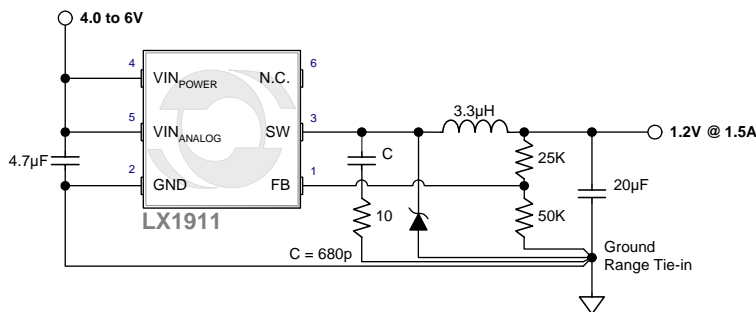 4.0 to 6V
4
VIN_POWER
N.C.
6
5
VIN_ANALOG
SW
3
3.3µH
1.2V @ 1.5A
4.7µF
C
25K
2
GND
FB
1
20µF
LX1911
10
50K
C = 680p
Ground
Range Tie-in